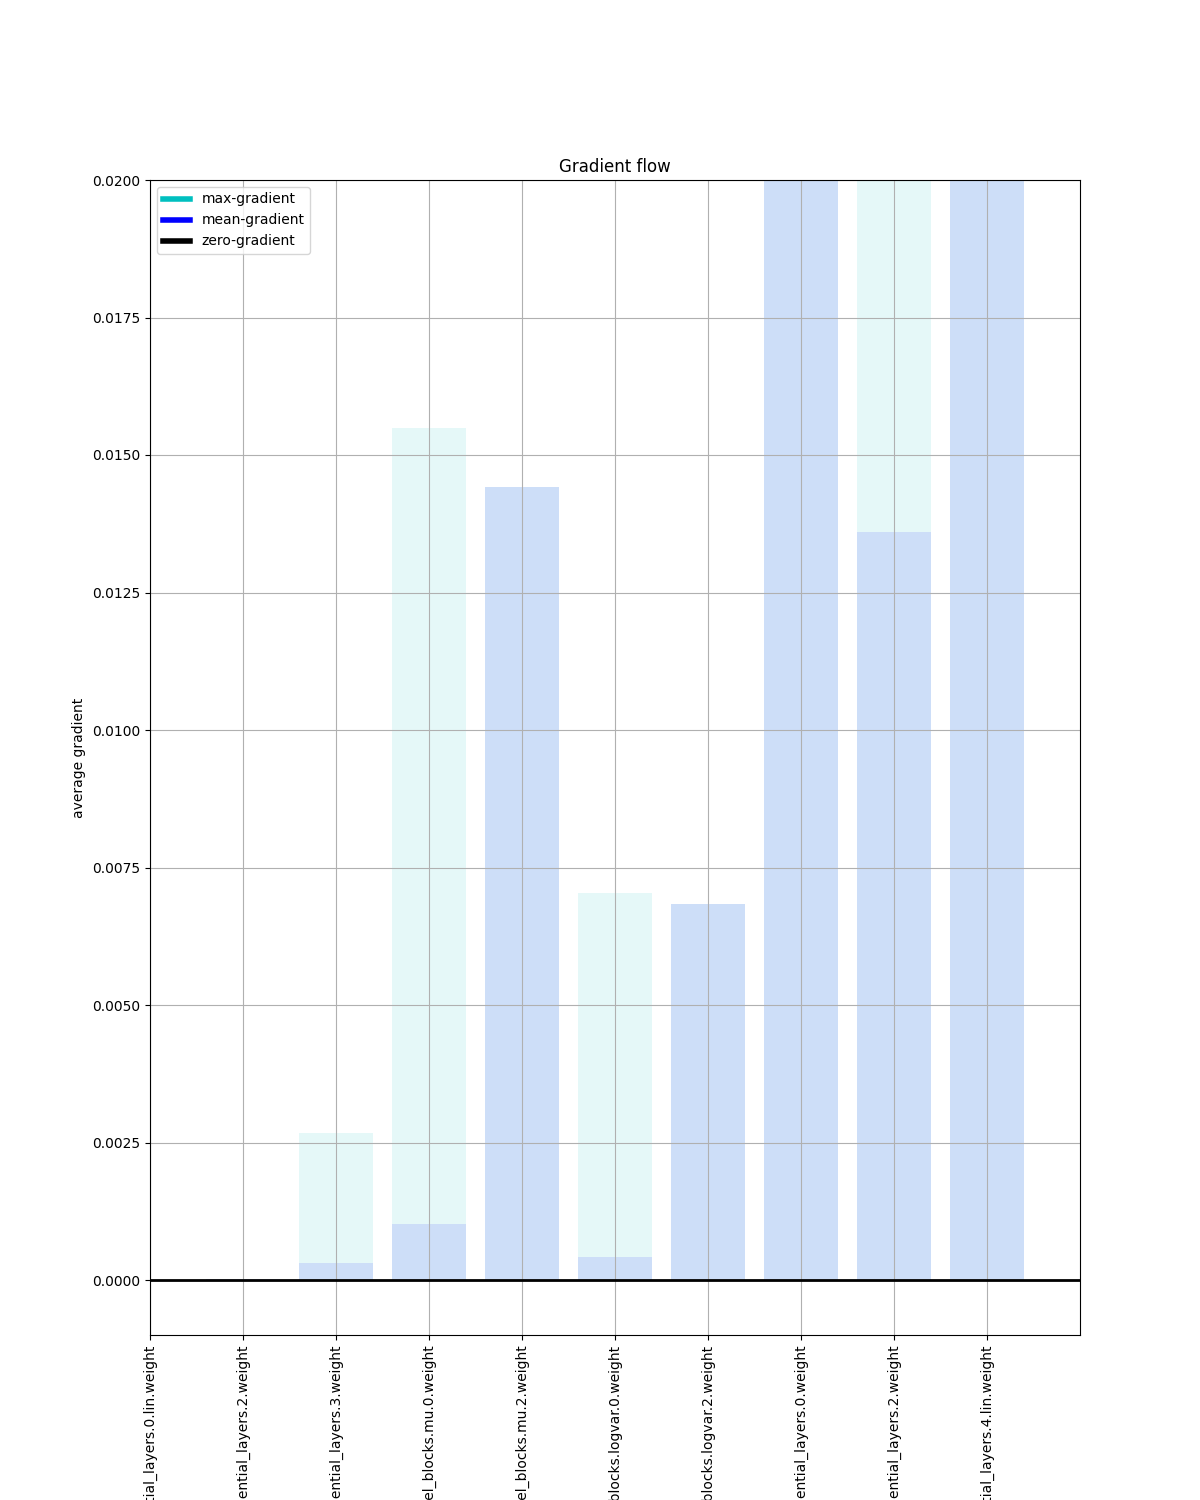 Gradient flow
max-gradient
mean-gradient
zero-gradient
0.0200
0.0175
0.0150
0.0125
0.0100
0.0075
0.0050
0.0025
0.0000
average gradient
tial_layers.0.lin.weight
ential_layers.2.weight
ential_layers.3.weight
el_blocks.mu.0.weight
el_blocks.mu.2.weight
blocks.logvar.0.weight
blocks.logvar.2.weight
ential_layers.0.weight
ential_layers.2.weight
tial_layers.4.lin.weight